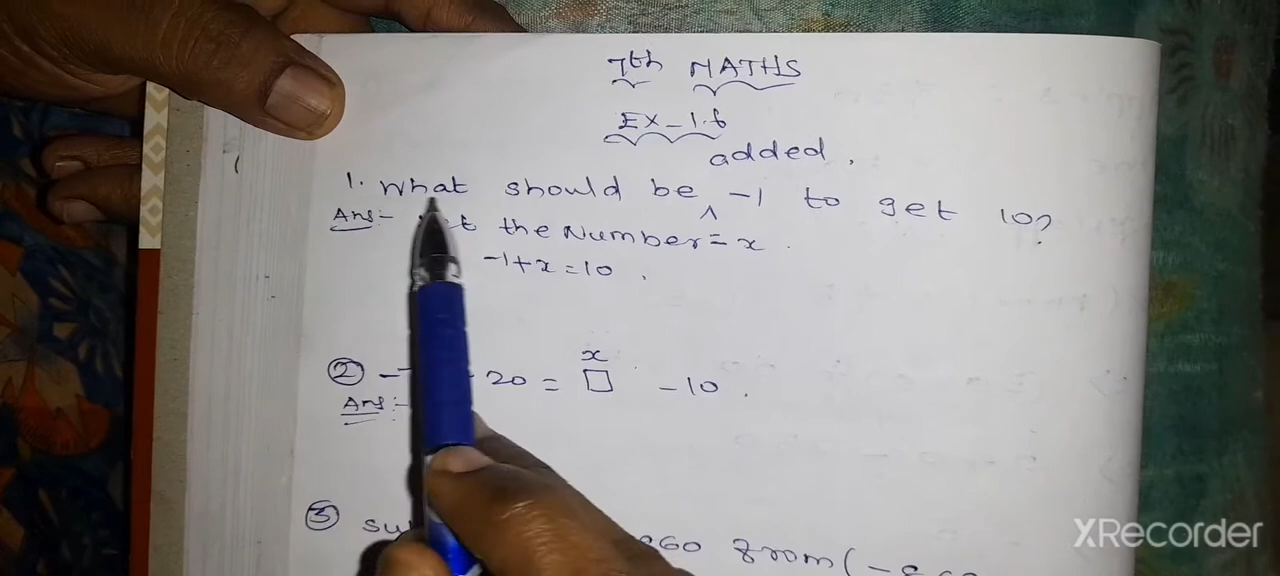 7th MATHS
EX-1.6
added.
1. What should be ^ -1 to get 10?
Ans:- the Number = x.
-1+x=10.
x
② - 20 = □ -10.
Ans:-
③ from(-
XRecorder